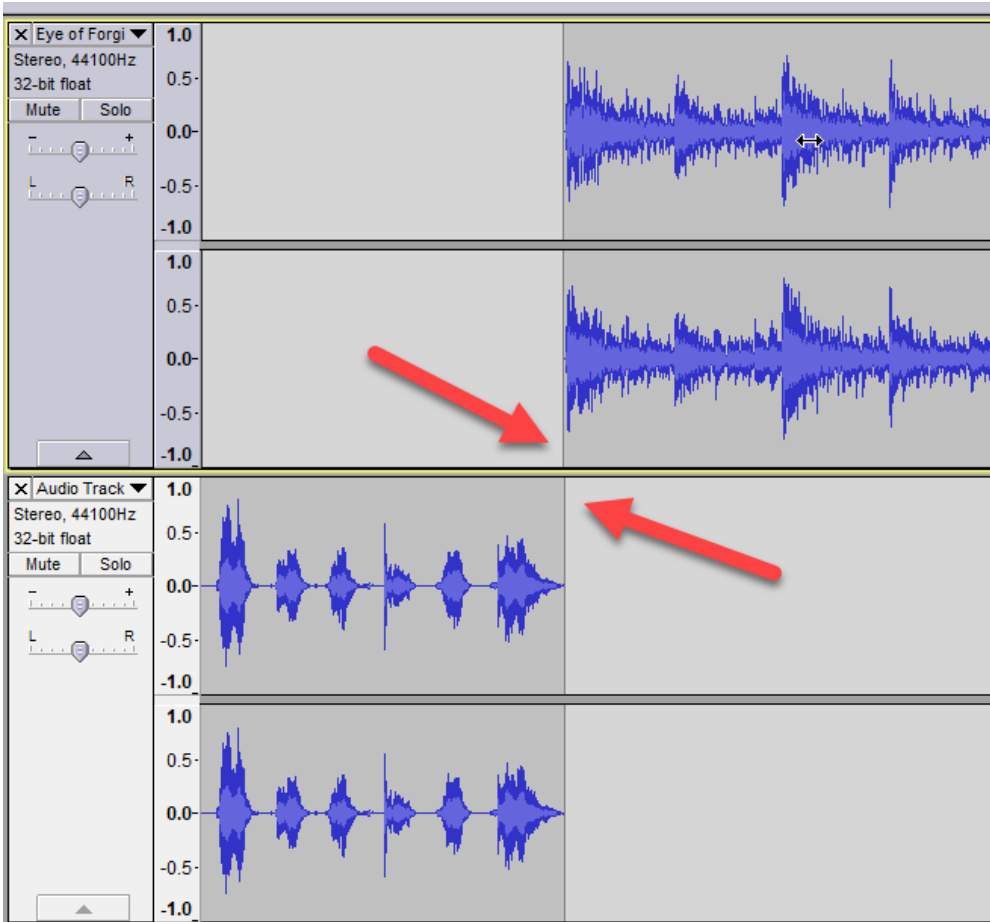 Eye of Forgi
Stereo, 44100Hz
32-bit float
Mute Solo
- +
L R
1.0
0.5-
0.0-
-0.5-
-1.0
1.0
0.5-
0.0-
-0.5-
-1.0
Audio Track
Stereo, 44100Hz
32-bit float
Mute Solo
- +
L R
1.0
0.5-
0.0-
-0.5-
-1.0
1.0
0.5-
0.0-
-0.5-
-1.0